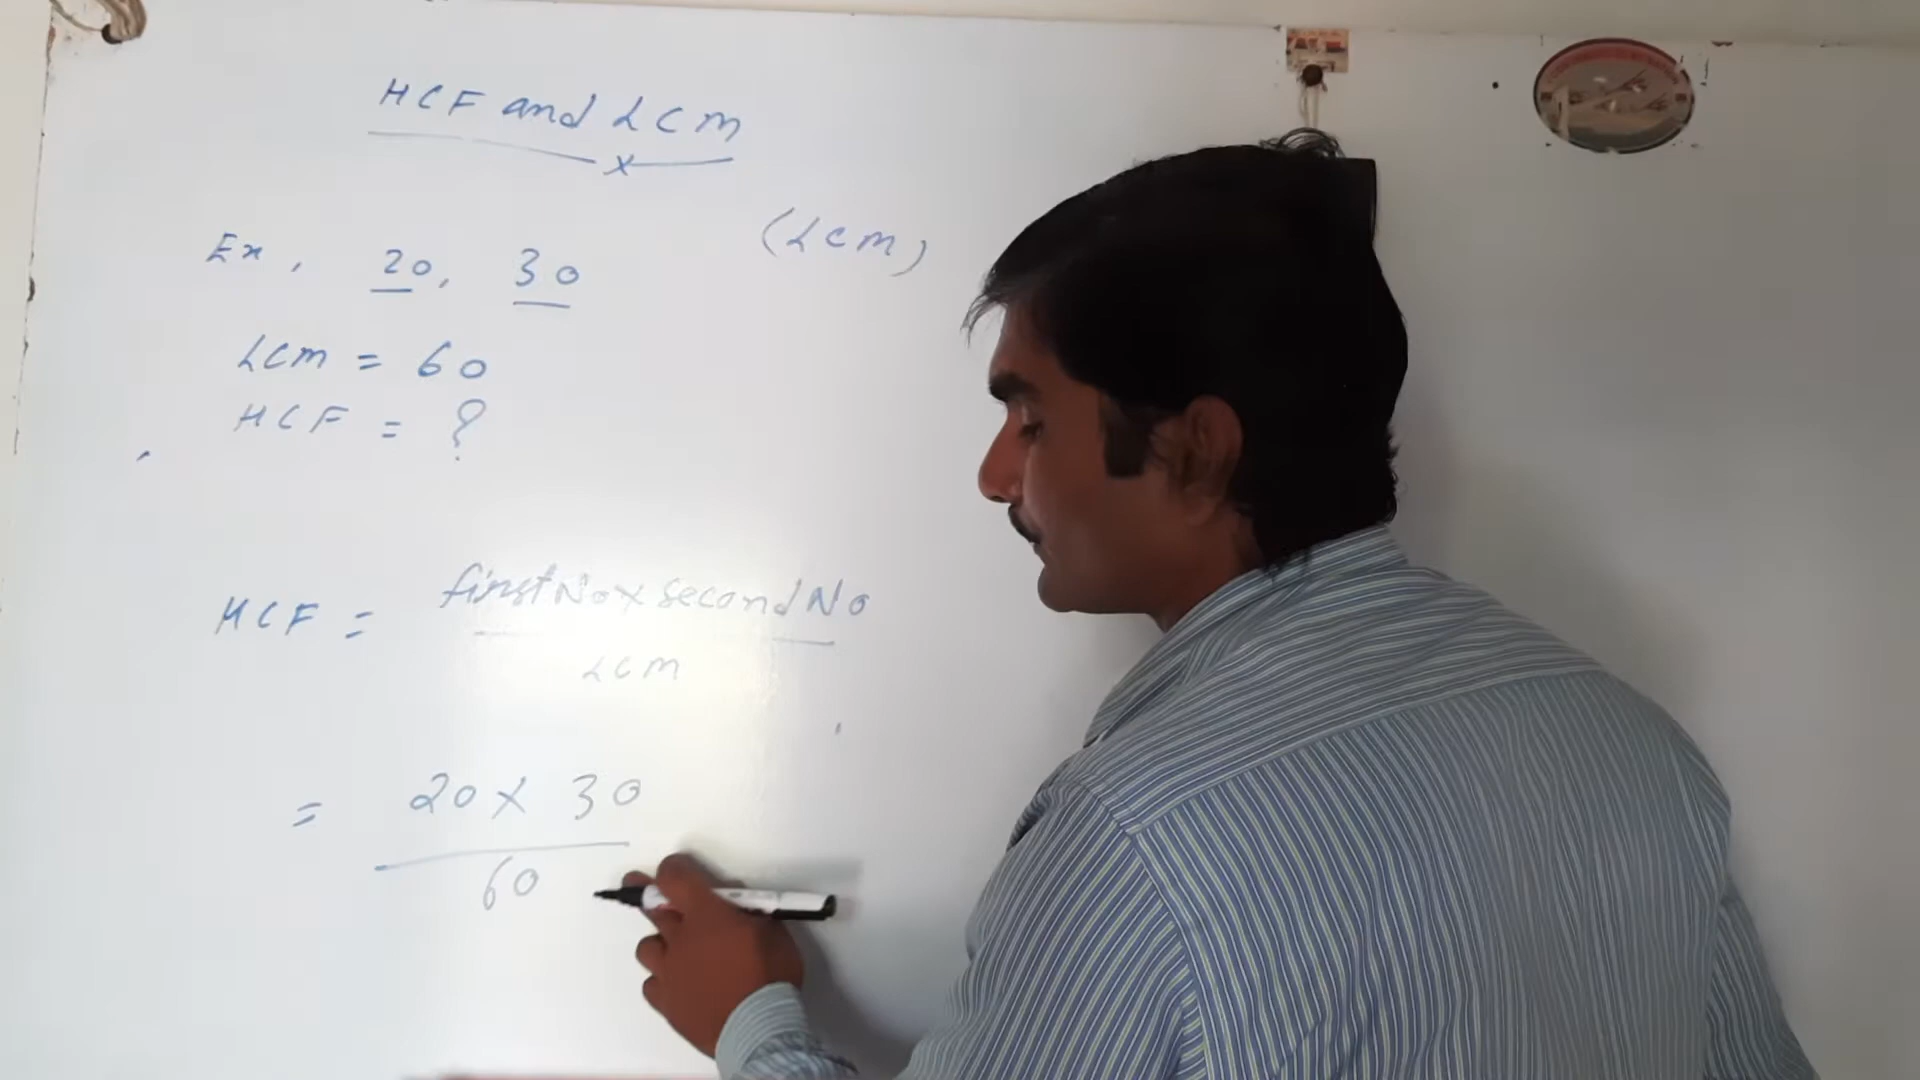 HCF and LCM
x
(LCM)
Ex, 20, 30
LCM = 60
HCF = ?
HCF = first No x second No
LCM
= 20 x 30
60